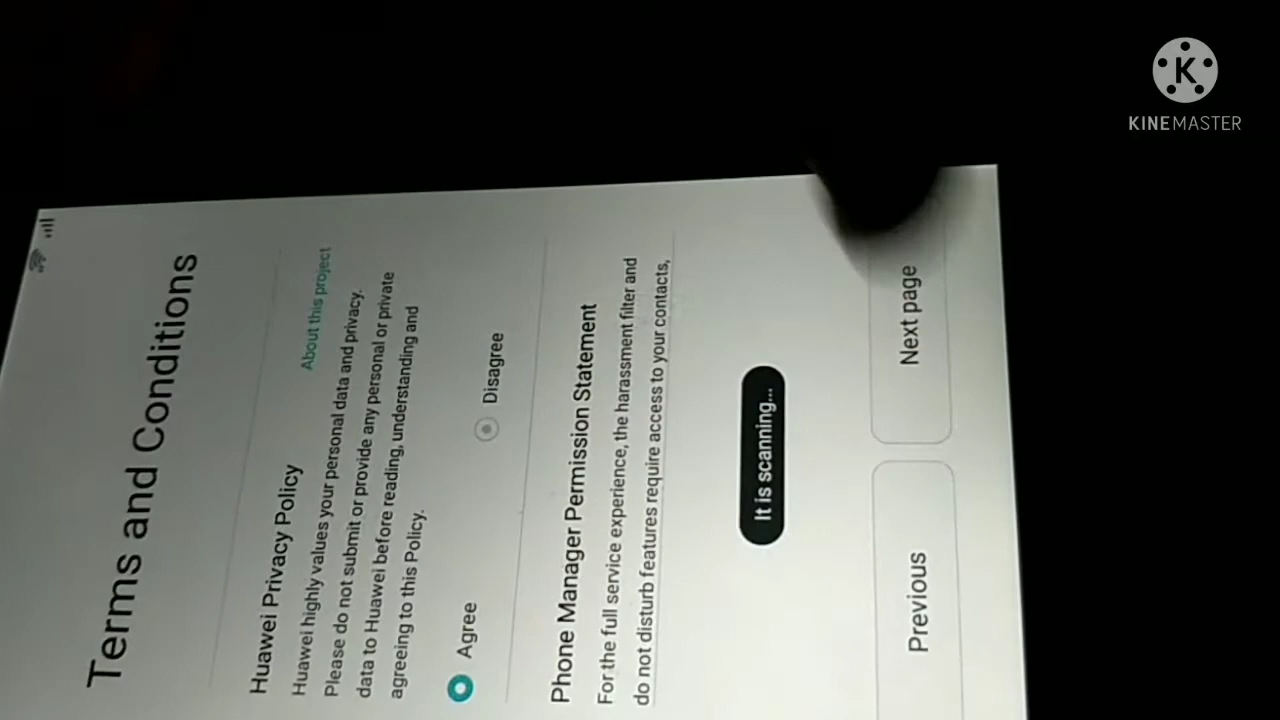 Terms and Conditions
Huawei Privacy Policy
About this project
Huawei highly values your personal data and privacy.
Please do not submit or provide any personal or private
data to Huawei before reading, understanding and
agreeing to this Policy.
Agree
Disagree
Phone Manager Permission Statement
For the full service experience, the harassment filter and
do not disturb features require access to your contacts,
It is scanning...
Previous
Next page
K
KINEMASTER